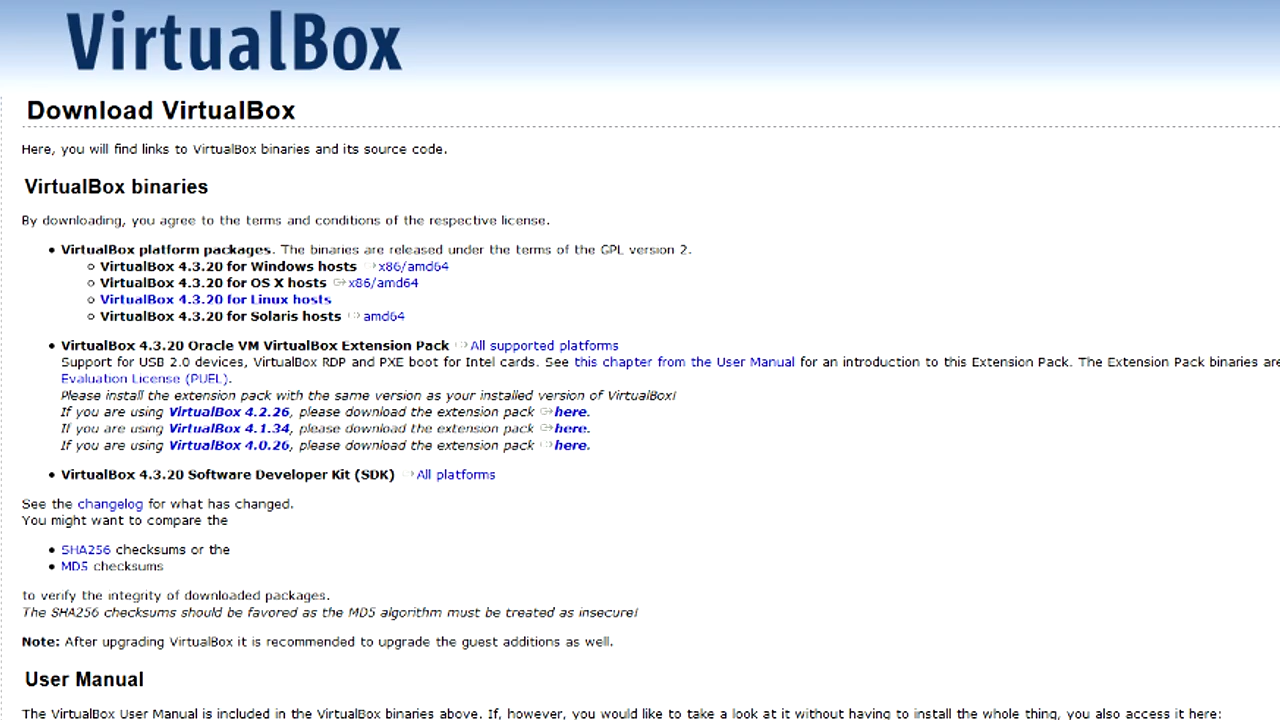 VirtualBox
Download VirtualBox
Here, you will find links to VirtualBox binaries and its source code.
VirtualBox binaries
By downloading, you agree to the terms and conditions of the respective license.
VirtualBox platform packages. The binaries are released under the terms of the GPL version 2.
VirtualBox 4.3.20 for Windows hosts x86/amd64
VirtualBox 4.3.20 for OS X hosts x86/amd64
VirtualBox 4.3.20 for Linux hosts
VirtualBox 4.3.20 for Solaris hosts amd64
VirtualBox 4.3.20 Oracle VM VirtualBox Extension Pack All supported platforms
Support for USB 2.0 devices, VirtualBox RDP and PXE boot for Intel cards. See this chapter from the User Manual for an introduction to this Extension Pack. The Extension Pack binaries are
Evaluation License (PUEL).
Please install the extension pack with the same version as your installed version of VirtualBox!
If you are using VirtualBox 4.2.26, please download the extension pack here.
If you are using VirtualBox 4.1.34, please download the extension pack here.
If you are using VirtualBox 4.0.26, please download the extension pack here.
VirtualBox 4.3.20 Software Developer Kit (SDK) All platforms
See the changelog for what has changed.
You might want to compare the
SHA256 checksums or the
MD5 checksums
to verify the integrity of downloaded packages.
The SHA256 checksums should be favored as the MD5 algorithm must be treated as insecure!
Note: After upgrading VirtualBox it is recommended to upgrade the guest additions as well.
User Manual
The VirtualBox User Manual is included in the VirtualBox binaries above. If, however, you would like to take a look at it without having to install the whole thing, you also access it here: